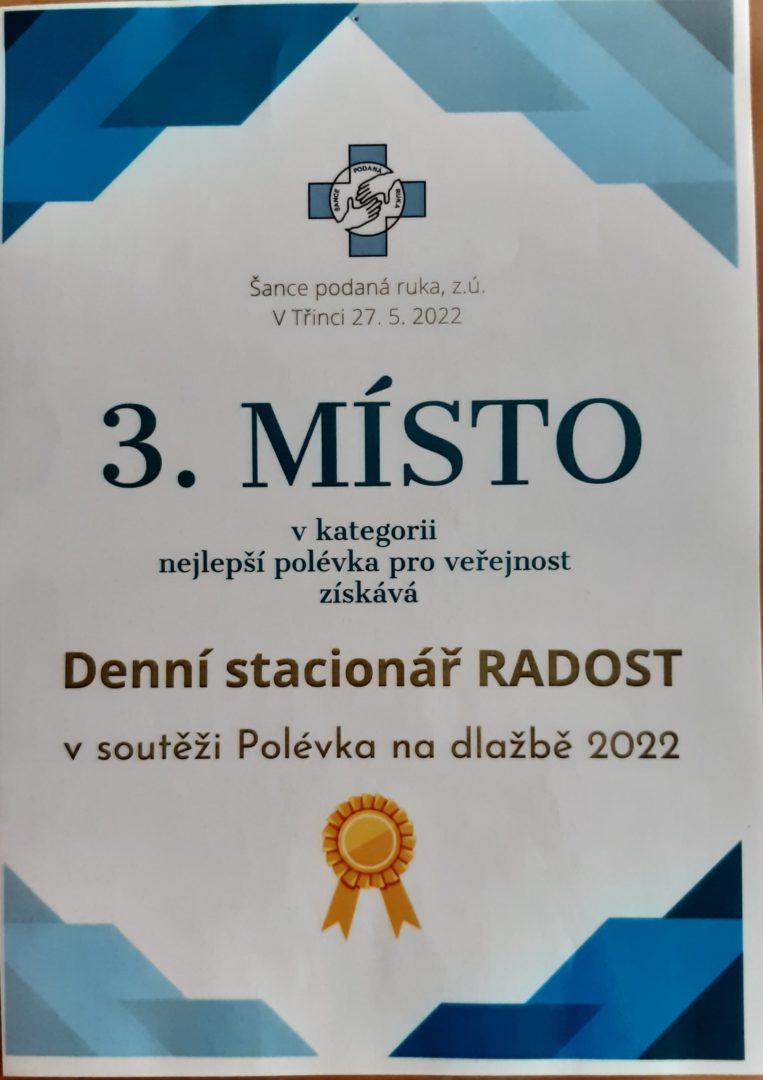 ŠANCE PODANÁ RUKA
Šance podaná ruka, z.ú.
V Třinci 27. 5. 2022
3. MÍSTO
v kategorii
nejlepší polévka pro veřejnost
získává
Denní stacionář RADOST
v soutěži Polévka na dlažbě 2022